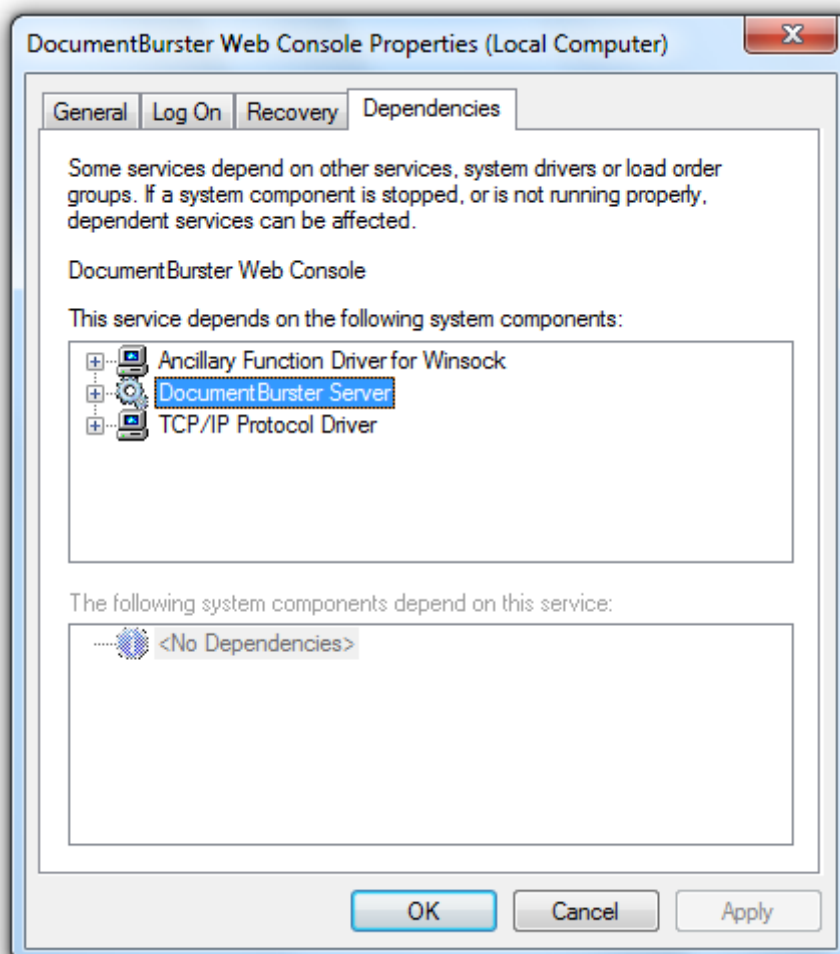 DocumentBurster Web Console Properties (Local Computer)
General Log On Recovery Dependencies
Some services depend on other services, system drivers or load order
groups. If a system component is stopped, or is not running properly,
dependent services can be affected.
DocumentBurster Web Console
This service depends on the following system components:
Ancillary Function Driver for Winsock
DocumentBurster Server
TCP/IP Protocol Driver
The following system components depend on this service:
<No Dependencies>
OK Cancel Apply